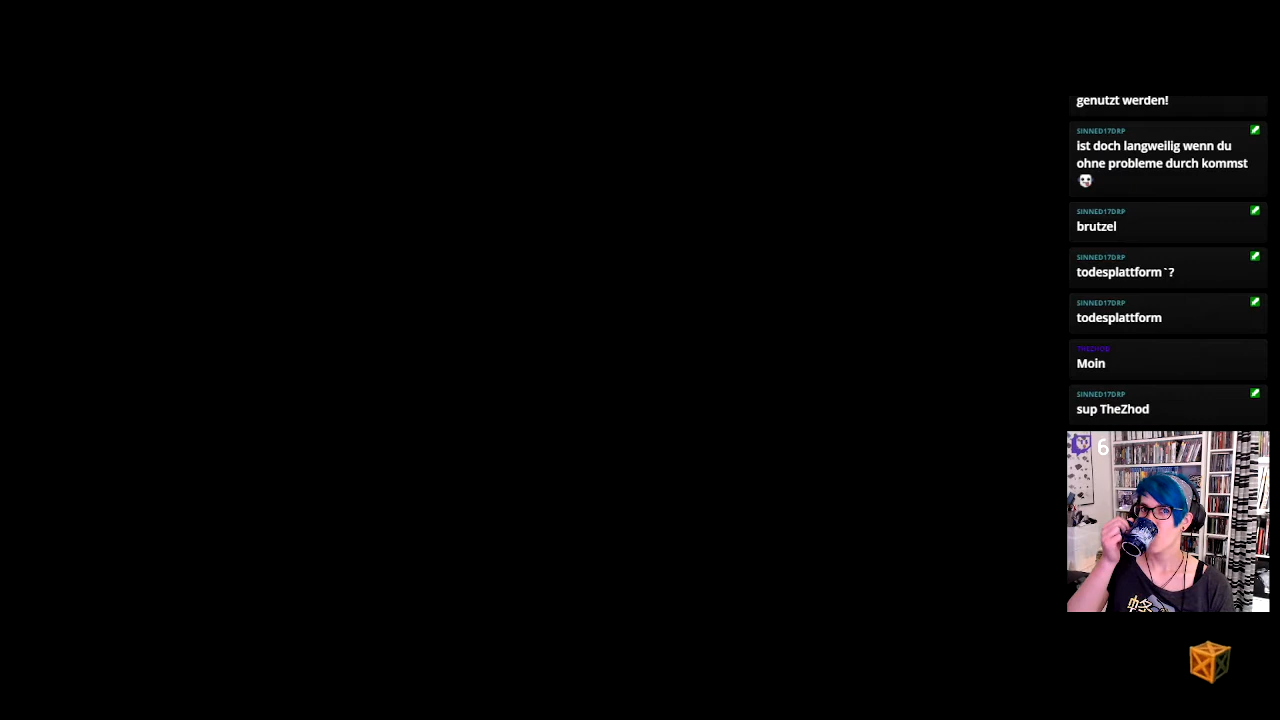 genutzt werden!
SINNED17DRP
ist doch langweilig wenn du
ohne probleme durch kommst
SINNED17DRP
brutzel
SINNED17DRP
todesplattform`?
SINNED17DRP
todesplattform
THEZHOD
Moin
SINNED17DRP
sup TheZhod
6